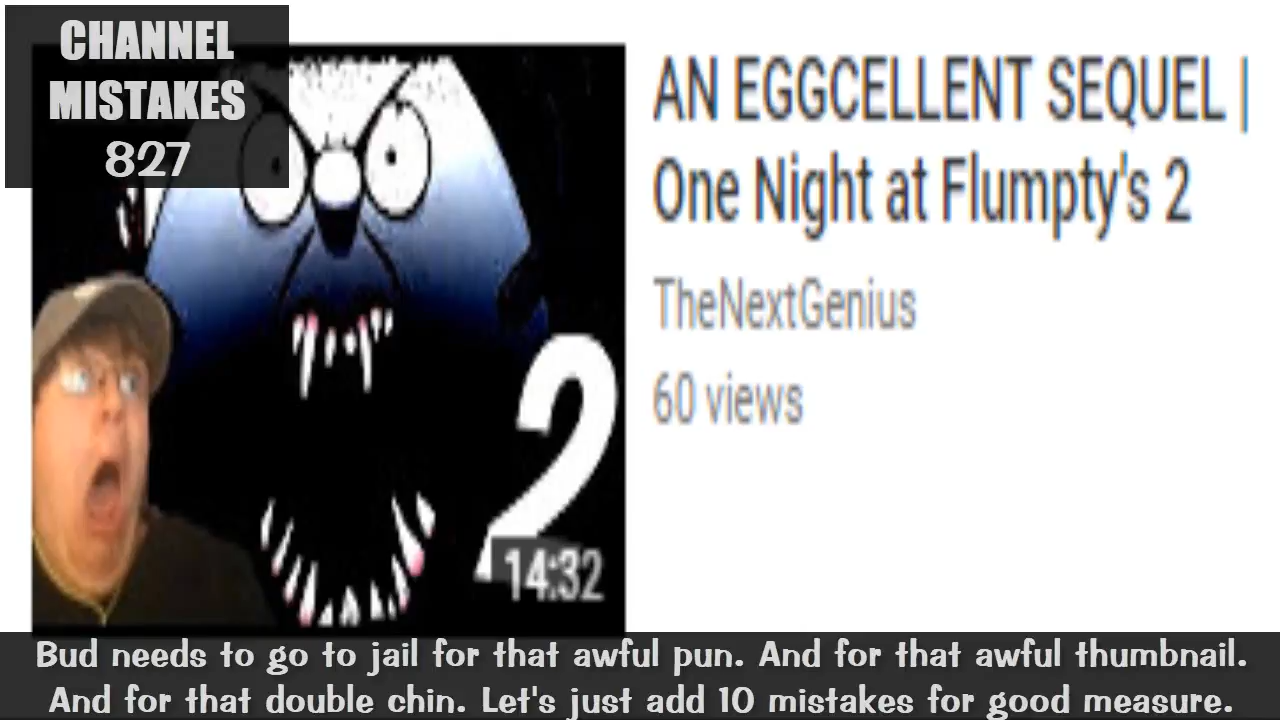 CHANNEL
MISTAKES
827
AN EGGCELLENT SEQUEL |
One Night at Flumpty's 2
TheNextGenius
60 views
2
14:32
Bud needs to go to jail for that awful pun. And for that awful thumbnail.
And for that double chin. Let's just add 10 mistakes for good measure.